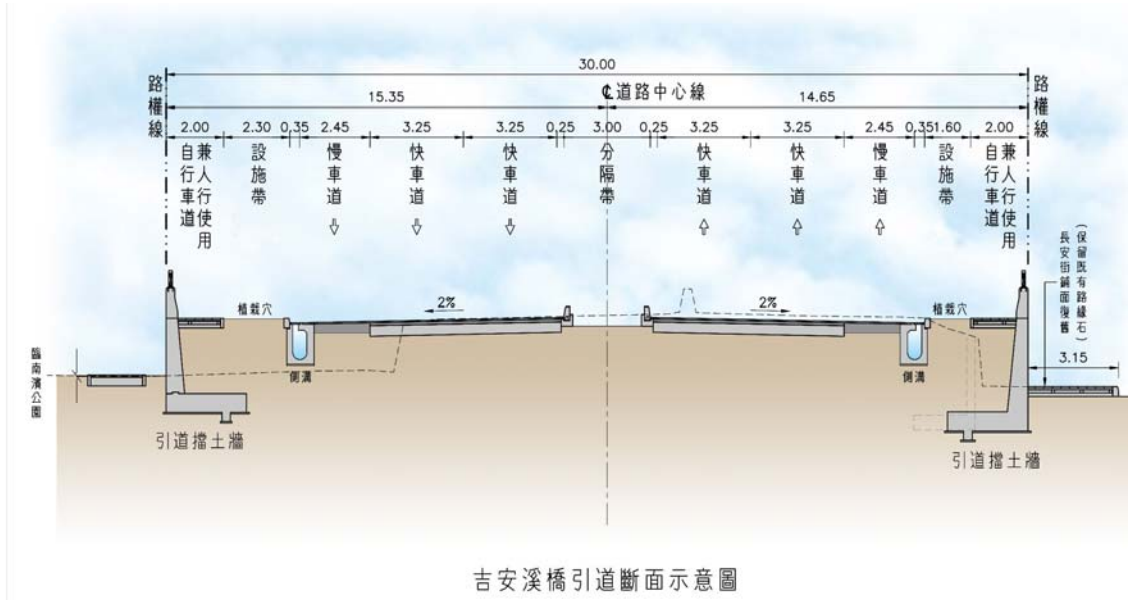 30.00
路權線
路權線
15.35
℄道路中心線
14.65
2.00
2.30
0.35
2.45
3.25
3.25
0.25
3.00
0.25
3.25
3.25
2.45
0.35
1.60
2.00
兼人行使用
自行車道
設施帶
慢車道
快車道
快車道
分隔帶
快車道
快車道
慢車道
設施帶
兼人行使用
自行車道
(保留既有路緣石)
長安街鋪面復舊
植栽穴
2%
2%
植栽穴
3.15
臨南濱公園
側溝
側溝
引道擋土牆
引道擋土牆
吉安溪橋引道斷面示意圖